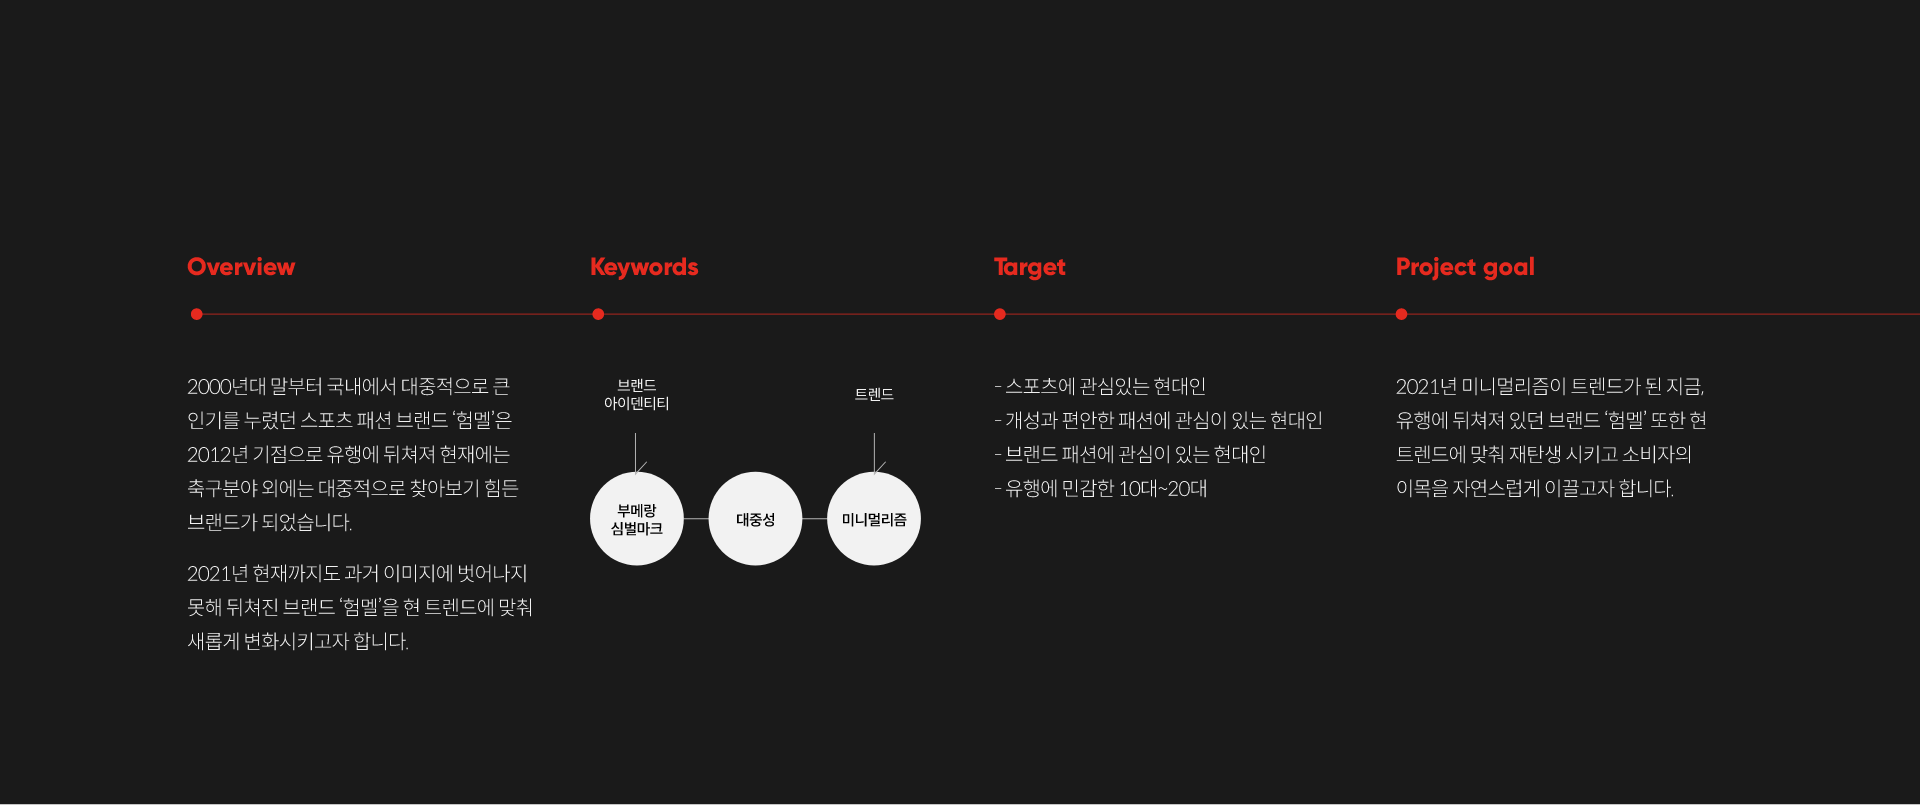 Overview
2000년대 말부터 국내에서 대중적으로 큰
인기를 누렸던 스포츠 패션 브랜드 ‘험멜’은
2012년 기점으로 유행에 뒤쳐져 현재에는
축구분야 외에는 대중적으로 찾아보기 힘든
브랜드가 되었습니다.
2021년 현재까지도 과거 이미지에 벗어나지
못해 뒤쳐진 브랜드 ‘험멜’을 현 트렌드에 맞춰
새롭게 변화시키고자 합니다.
Keywords
브랜드
아이덴티티
트렌드
부메랑
심벌마크
대중성
미니멀리즘
Target
- 스포츠에 관심있는 현대인
- 개성과 편안한 패션에 관심이 있는 현대인
- 브랜드 패션에 관심이 있는 현대인
- 유행에 민감한 10대~20대
Project goal
2021년 미니멀리즘이 트렌드가 된 지금,
유행에 뒤쳐져 있던 브랜드 ‘험멜’ 또한 현
트렌드에 맞춰 재탄생 시키고 소비자의
이목을 자연스럽게 이끌고자 합니다.